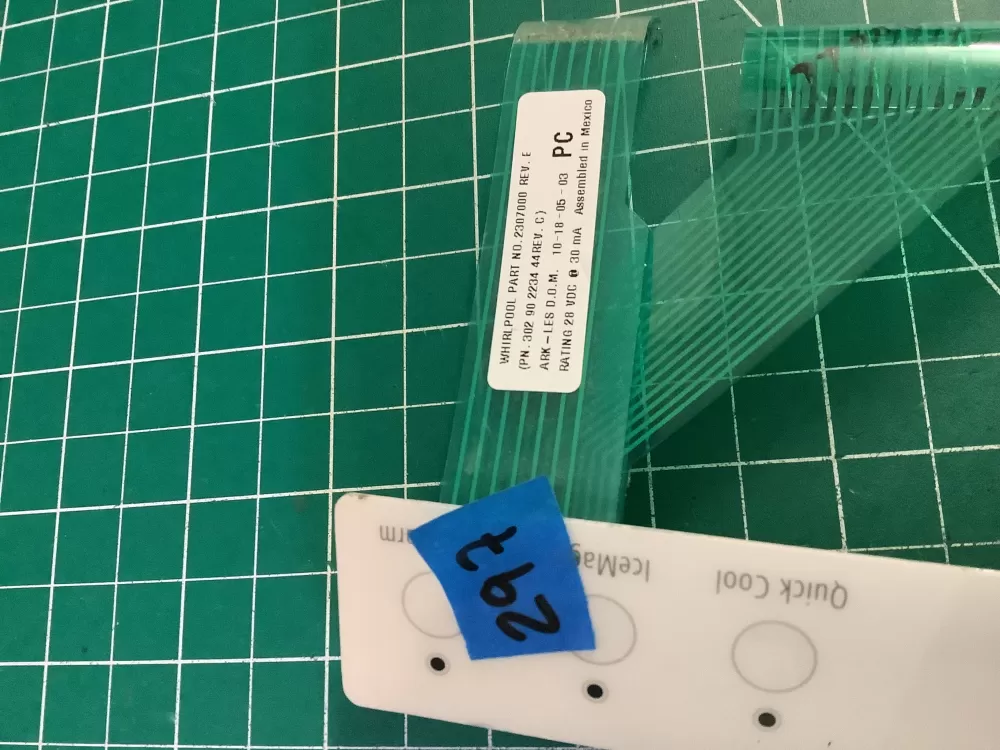 WHIRLPOOL PART NO. 2307000 REV. E
(PN. 302 90 2234 44REV. C)
ARK-LES D.O.M. 10-18-05-03 PC
RATING 28 VDC @ 30 mA Assembled in Mexico
Quick Cool